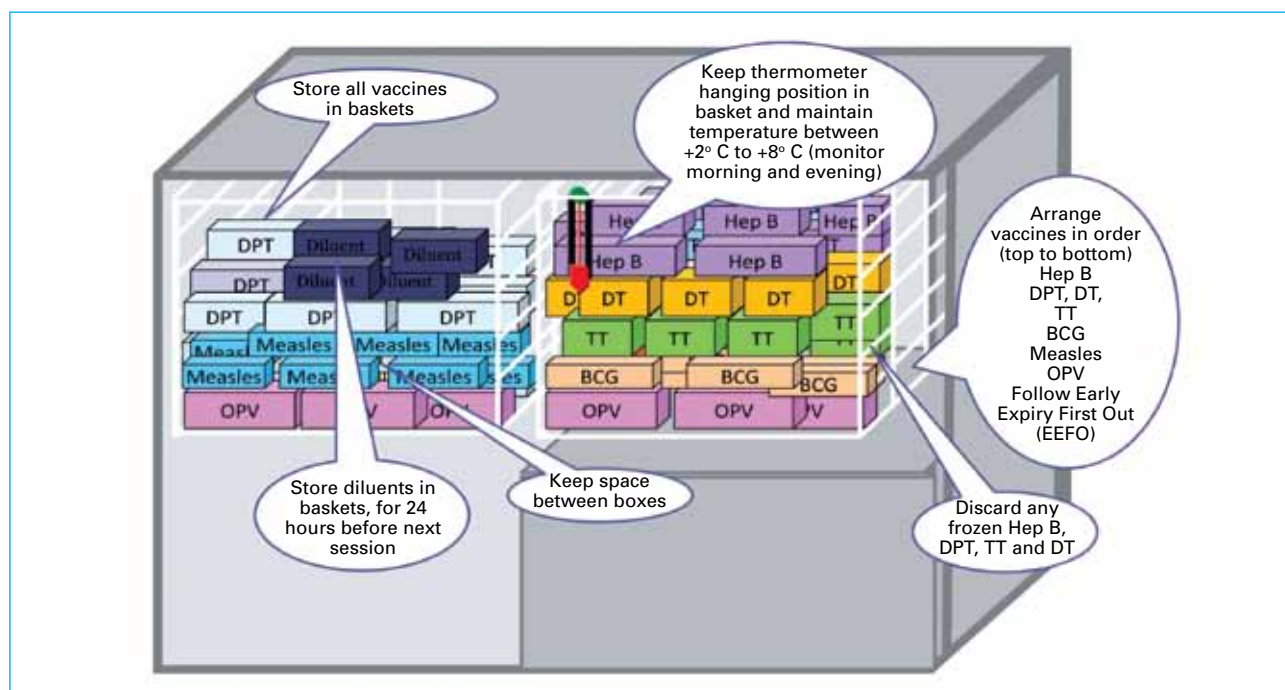 Store all vaccines
in baskets
Keep thermometer
hanging position in
basket and maintain
temperature between
+2° C to +8° C (monitor
morning and evening)
Arrange
vaccines in order
(top to bottom)
Hep B
DPT, DT,
TT
BCG
Measles
OPV
Follow Early
Expiry First Out
(EEFO)
DPT Diluent Diluent
DPT Diluent Diluent
DPT DPT DPT
Measles Measles Measles Measles
Measles Measles Measles
OPV OPV
Hep B Hep B Hep B
Hep B Hep B
DT DT DT DT
TT TT TT TT
BCG BCG BCG
OPV OPV
Store diluents in
baskets, for 24
hours before next
session
Keep space
between boxes
Discard any
frozen Hep B,
DPT, TT and DT